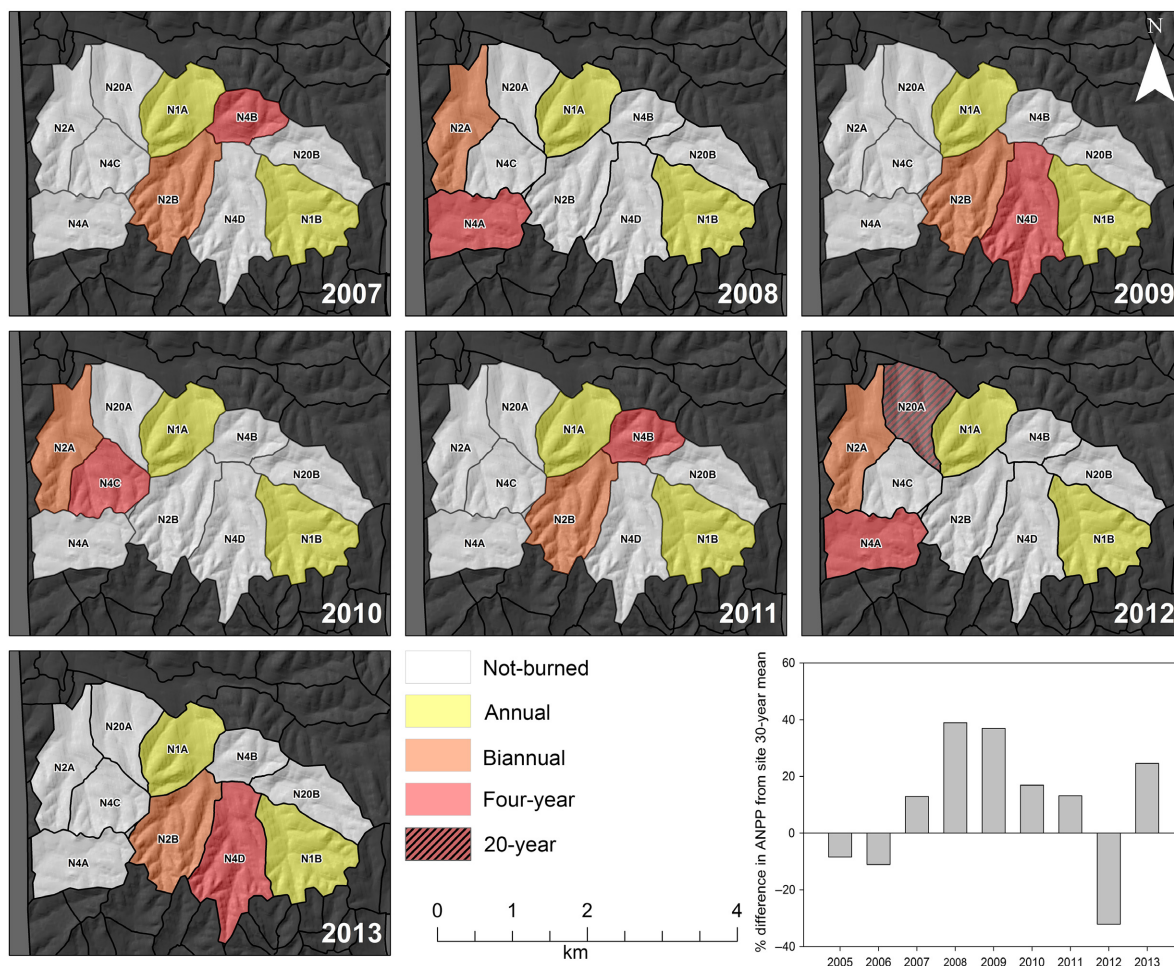 N20A
N1A
N4B
N2A
N4C
N20B
N2B
N4A
N4D
N1B
2007
N20A
N1A
N4B
N2A
N4C
N20B
N2B
N4A
N4D
N1B
2008
N
N20A
N1A
N4B
N2A
N4C
N20B
N2B
N4A
N4D
N1B
2009
N20A
N1A
N4B
N2A
N4C
N20B
N2B
N4A
N4D
N1B
2010
N20A
N1A
N4B
N2A
N4C
N20B
N2B
N4A
N4D
N1B
2011
N20A
N1A
N4B
N2A
N4C
N20B
N2B
N4A
N4D
N1B
2012
N20A
N1A
N4B
N2A
N4C
N20B
N2B
N4A
N4D
N1B
2013
Not-burned
Annual
Biannual
Four-year
20-year
0 1 2 4
km
% difference in ANPP from site 30-year mean
60
40
20
0
−20
−40
2005 2006 2007 2008 2009 2010 2011 2012 2013